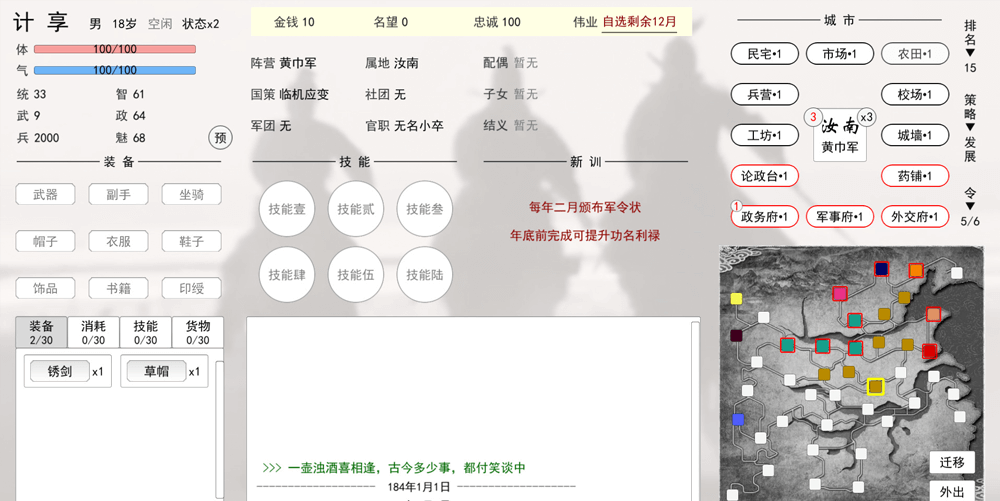 计 享 男 18岁 空闲 状态x2
体 100/100
气 100/100
统 33 智 61
武 9 政 64
兵 2000 魅 68 预
装 备
武器 副手 坐骑
帽子 衣服 鞋子
饰品 书籍 印绶
装备 消耗 技能 货物
2/30 0/30 0/30 0/30
锈剑 x1 草帽 x1
金钱 10 名望 0 忠诚 100 伟业 自选剩余12月
阵营 黄巾军 属地 汝南 配偶 暂无
国策 临机应变 社团 无 子女 暂无
军团 无 官职 无名小卒 结义 暂无
技 能
技能壹 技能贰 技能叁
技能肆 技能伍 技能陆
新 训
每年二月颁布军令状
年底前完成可提升功名利禄
>>> 一壶浊酒喜相逢，古今多少事，都付笑谈中
184年1月1日
城 市
民宅•1 市场•1 农田•1
兵营•1 校场•1
3 汝南 x3
黄巾军
工坊•1 城墙•1
论政台•1 药铺•1
1
政务府•1 军事府•1 外交府•1
排名▼15
策略▼发展
令▼5/6
迁移
外出